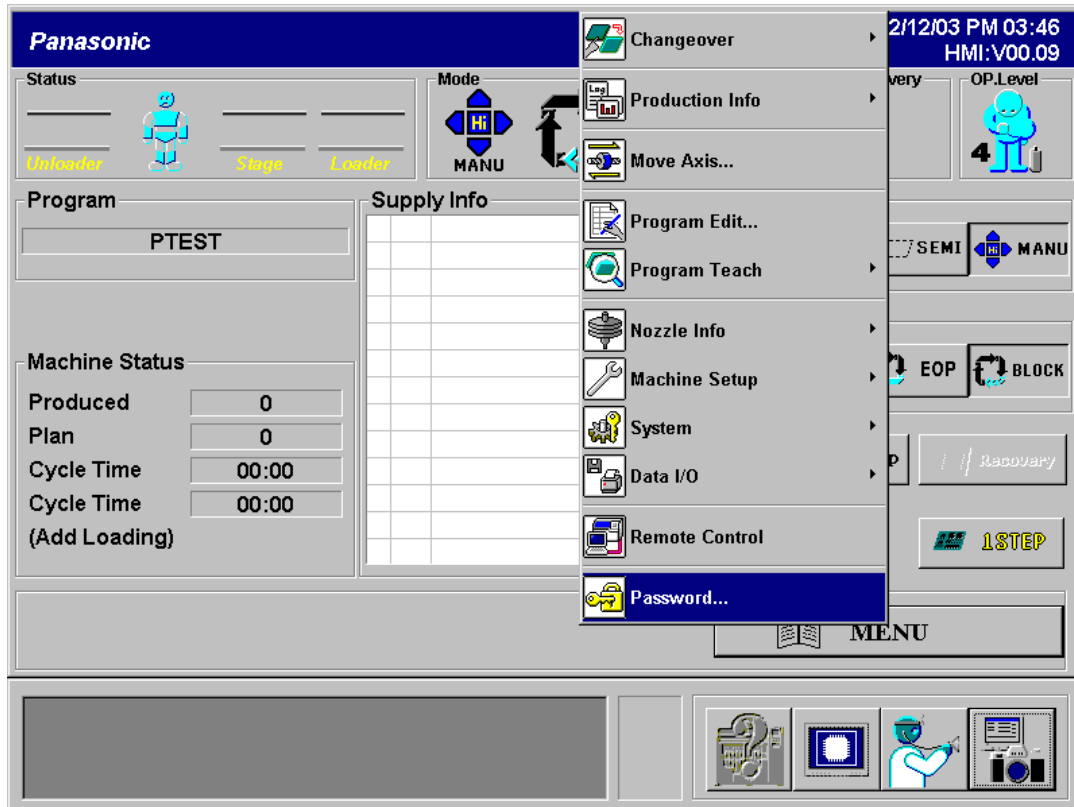 Panasonic
2/12/03 PM 03:46
HMI:V00.09
Status
Unloader
Stage
Loader
Mode
Hi
MANU
very
OP.Level
4
Changeover
Log
Production Info
Move Axis...
Program Edit...
Program Teach
Nozzle Info
Machine Setup
System
Data I/O
Remote Control
Password...
Program
PTEST
Supply Info
SEMI
Hi MANU
EOP
BLOCK
Machine Status
Produced 0
Plan 0
Cycle Time 00:00
Cycle Time 00:00
(Add Loading)
p
Recovery
1STEP
MENU